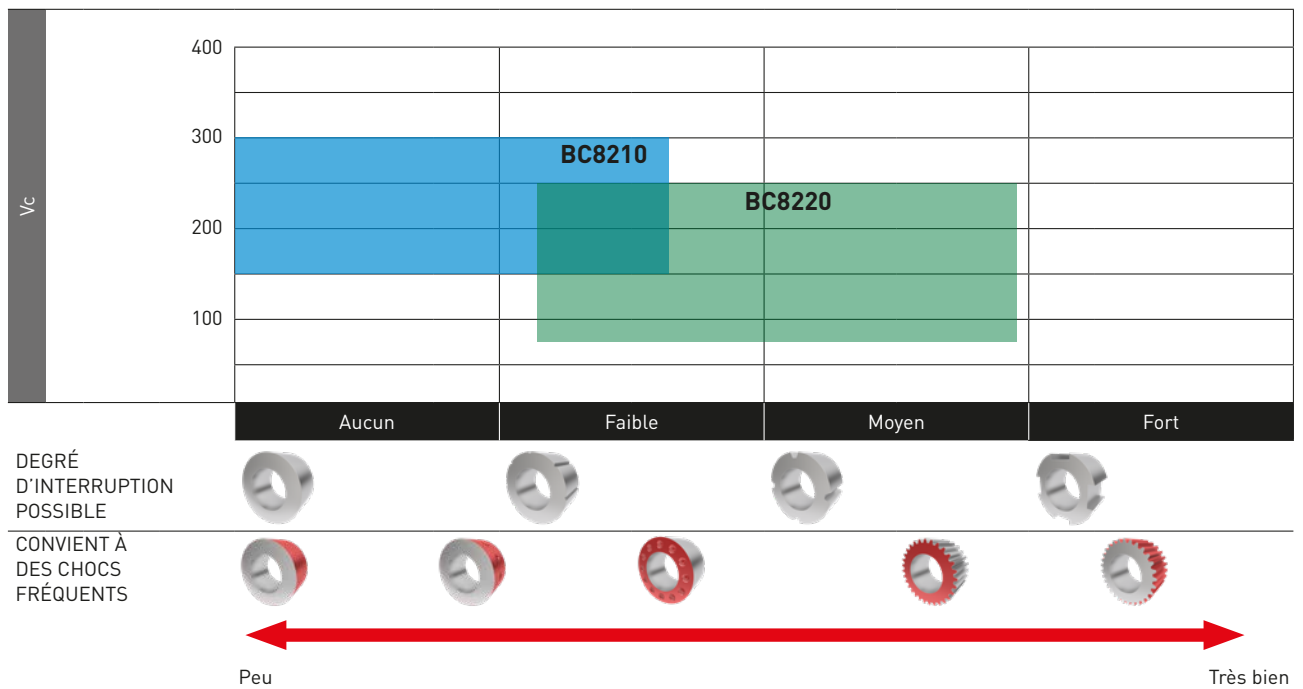 Vc
400
300
200
100
BC8210
BC8220
Aucun
Faible
Moyen
Fort
DEGRÉ
D'INTERRUPTION
POSSIBLE
CONVIENT À
DES CHOCS
FRÉQUENTS
Peu
Très bien